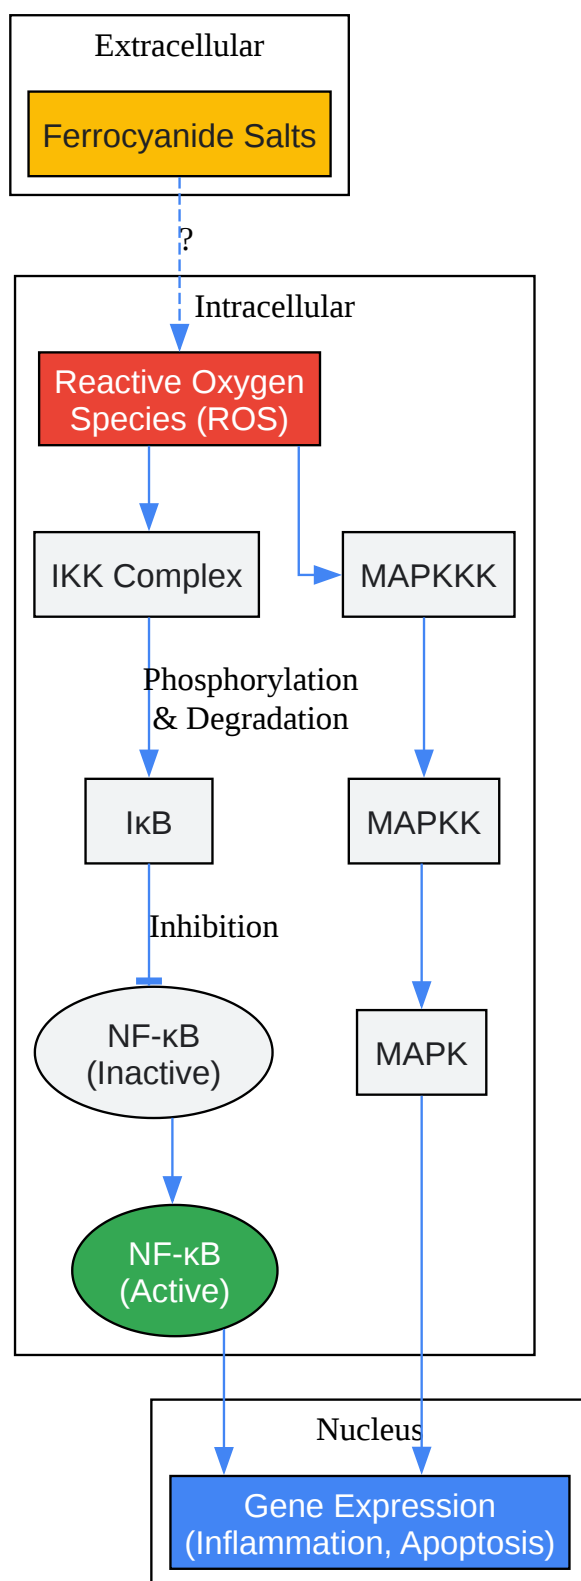 Extracellular
Ferrocyanide Salts
?
Intracellular
Reactive Oxygen
Species (ROS)
IKK Complex
MAPKKK
Phosphorylation
& Degradation
IκB
MAPKK
Inhibition
NF-κB
(Inactive)
MAPK
NF-κB
(Active)
Nucleus
Gene Expression
(Inflammation, Apoptosis)